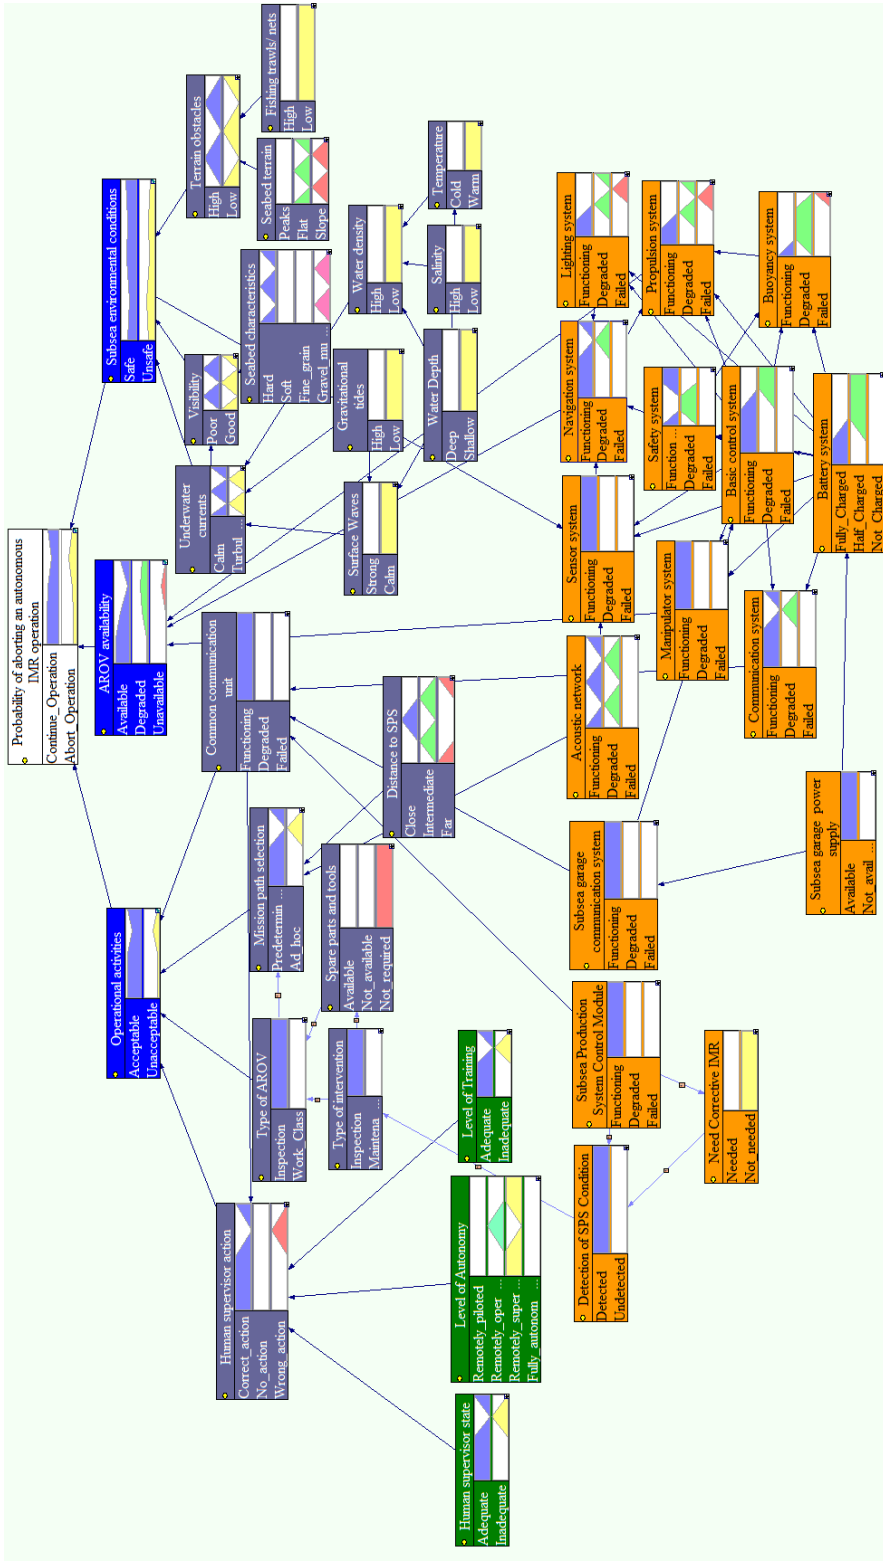 Probability of aborting an autonomous
IMR operation
Continue_Operation
Abort_Operation
Operational activities
Acceptable
Unacceptable
AROV availability
Available
Degraded
Unavailable
Subsea environmental conditions
Safe
Unsafe
Human supervisor action
Correct_action
No_action
Wrong_action
Type of AROV
Inspection
Work_Class
Mission path selection
Predetermin ...
Ad_hoc
Common communication
unit
Functioning
Degraded
Failed
Underwater
currents
Calm
Turbul ...
Visibility
Poor
Good
Terrain obstacles
High
Low
Type of intervention
Inspection
Maintena ...
Spare parts and tools
Available
Not_available
Not_required
Seabed characteristics
Hard
Soft
Fine_grain
Gravel_mu ...
Seabed terrain
Peaks
Flat
Slope
Fishing trawls/ nets
High
Low
Distance to SPS
Close
Intermediate
Far
Surface Waves
Strong
Calm
Gravitational
tides
High
Low
Water density
High
Low
Water Depth
Deep
Shallow
Salinity
High
Low
Temperature
Cold
Warm
Human supervisor state
Adequate
Inadequate
Level of Autonomy
Remotely_piloted
Remotely_oper ...
Remotely_super ...
Fully_autonom ...
Level of Training
Adequate
Inadequate
Detection of SPS Condition
Detected
Undetected
Subsea Production
System Control Module
Functioning
Degraded
Failed
Subsea garage
communication system
Functioning
Degraded
Failed
Acoustic network
Functioning
Degraded
Failed
Sensor system
Functioning
Degraded
Failed
Navigation system
Functioning
Degraded
Failed
Lighting system
Functioning
Degraded
Failed
Manipulator system
Functioning
Degraded
Failed
Safety system
Function ...
Degraded
Failed
Propulsion system
Functioning
Degraded
Failed
Need Corrective IMR
Needed
Not_needed
Communication system
Functioning
Degraded
Failed
Basic control system
Functioning
Degraded
Failed
Buoyancy system
Functioning
Degraded
Failed
Subsea garage power
supply
Available
Not_avail ...
Battery system
Fully_Charged
Half_Charged
Not_Charged